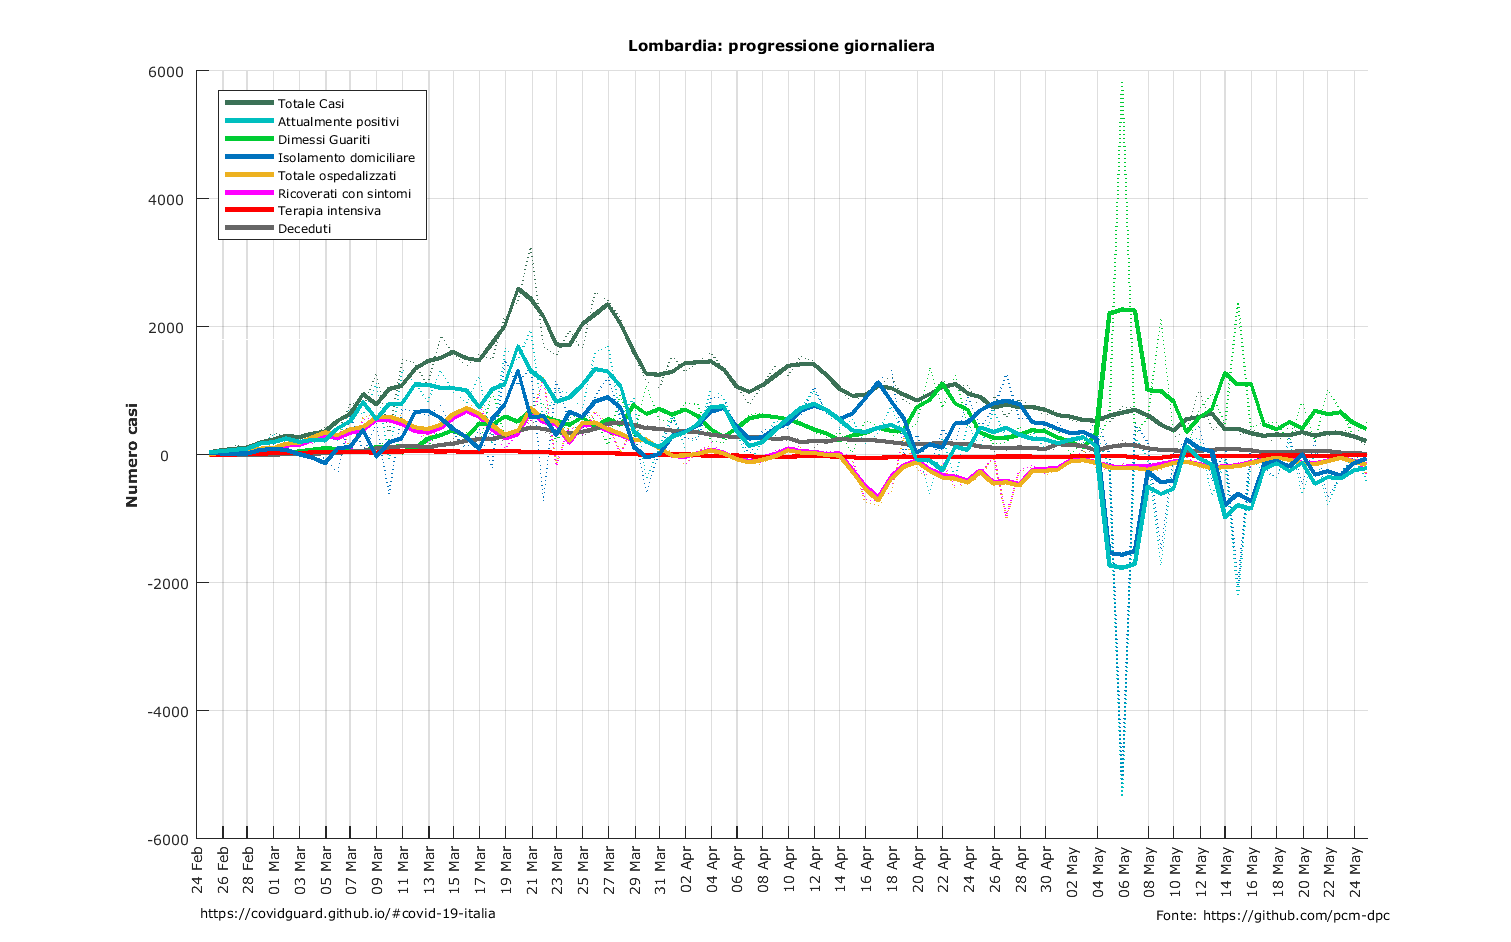 Lombardia: progressione giornaliera
Numero casi
6000
4000
2000
0
-2000
-4000
-6000
Totale Casi
Attualmente positivi
Dimessi Guariti
Isolamento domiciliare
Totale ospedalizzati
Ricoverati con sintomi
Terapia intensiva
Deceduti
24 Feb
26 Feb
28 Feb
01 Mar
03 Mar
05 Mar
07 Mar
09 Mar
11 Mar
13 Mar
15 Mar
17 Mar
19 Mar
21 Mar
23 Mar
25 Mar
27 Mar
29 Mar
31 Mar
02 Apr
04 Apr
06 Apr
08 Apr
10 Apr
12 Apr
14 Apr
16 Apr
18 Apr
20 Apr
22 Apr
24 Apr
26 Apr
28 Apr
30 Apr
02 May
04 May
06 May
08 May
10 May
12 May
14 May
16 May
18 May
20 May
22 May
24 May
https://covidguard.github.io/#covid-19-italia
Fonte: https://github.com/pcm-dpc